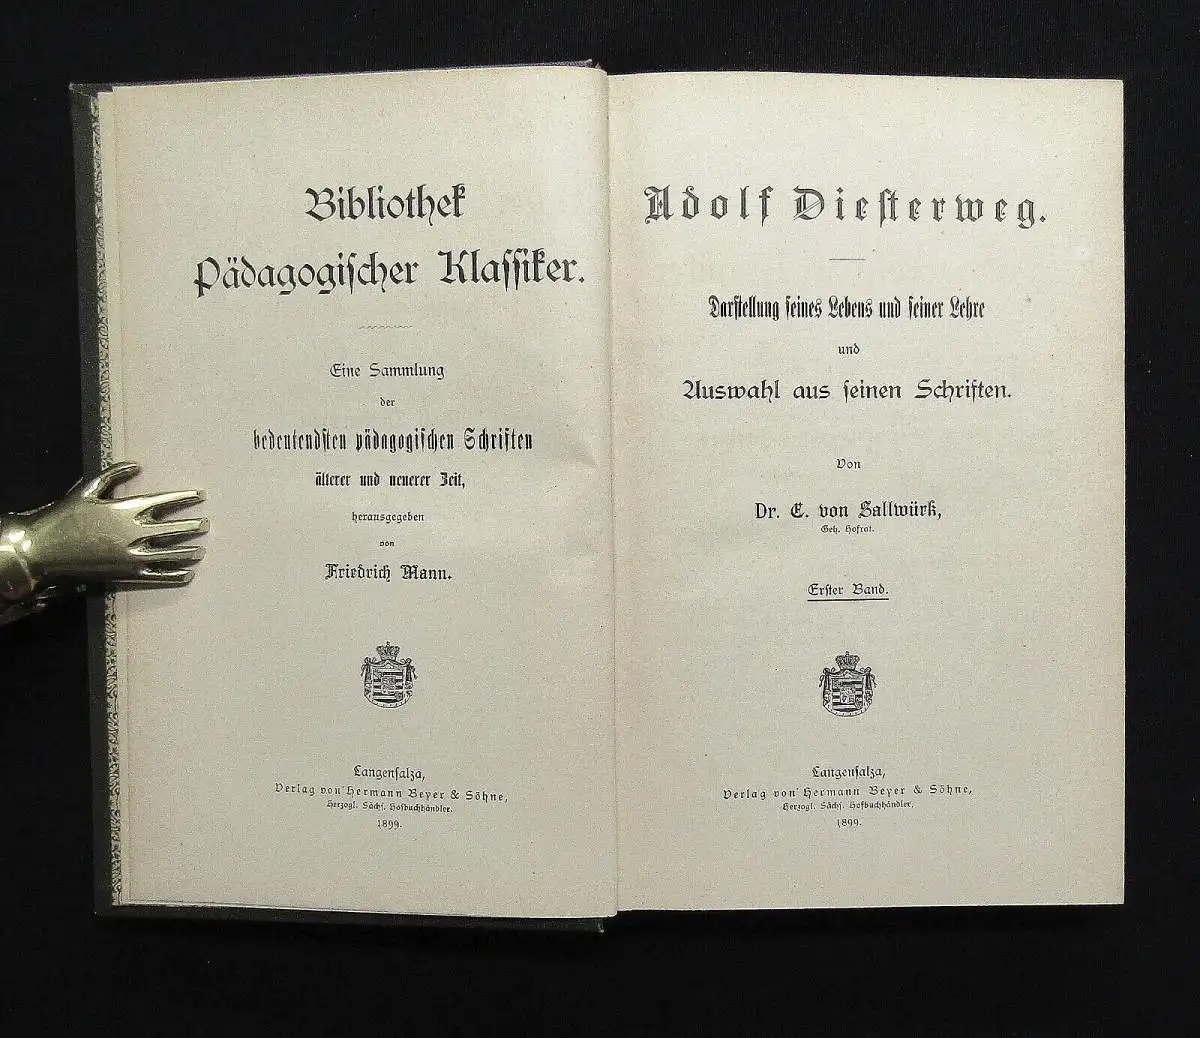 Bibliothek
Pädagogischer Klassiker.
Eine Sammlung
der
bedeutendsten pädagogischen Schriften
älterer und neuerer Zeit,
herausgegeben
von
Friedrich Mann.
Langensalza,
Verlag von Hermann Beyer & Söhne,
Herzogl. Sächs. Hofbuchhändler.
1899.
Adolf Diesterweg.
Darstellung seines Lebens und seiner Lehre
und
Auswahl aus seinen Schriften.
Von
Dr. E. von Sallwürk,
Geh. Hofrat.
Erster Band.
Langensalza,
Verlag von Hermann Beyer & Söhne,
Herzogl. Sächs. Hofbuchhändler.
1899.